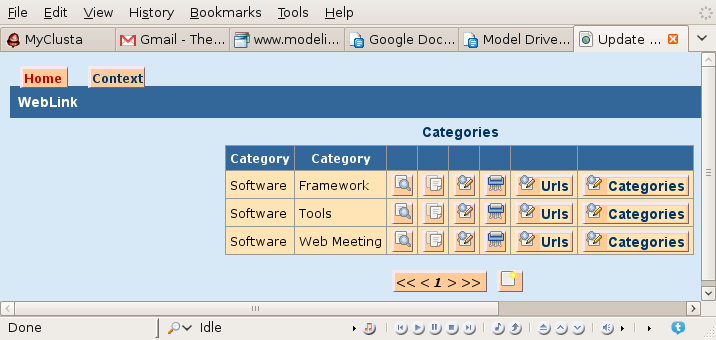 File Edit View History Bookmarks Tools Help
MyClusta Gmail - The... www.modeli... Google Doc... Model Drive... Update ...
Home Context
WebLink
Categories
Category Category
Software Framework Urls Categories
Software Tools Urls Categories
Software Web Meeting Urls Categories
<< < 1 > >>
Done Idle